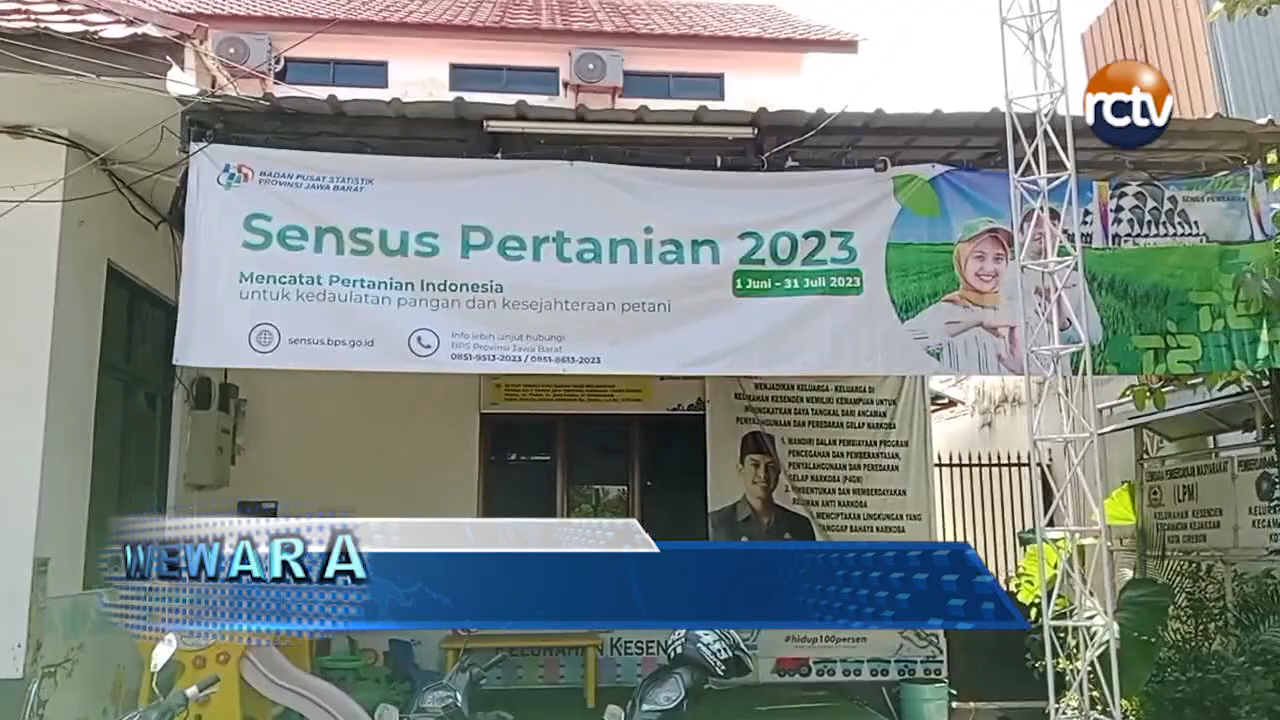 rctv
BADAN PUSAT STATISTIK
PROVINSI JAWA BARAT
Sensus Pertanian 2023
Mencatat Pertanian Indonesia
1 Juni - 31 Juli 2023
untuk kedaulatan pangan dan kesejahteraan petani
sensus.bps.go.id
Info lebih lanjut hubungi
BPS Provinsi Jawa Barat
0851-9513-2023 / 0851-8613-2023
MENJADIKAN KELUARGA - KELUARGA DI
KELURAHAN KESENDEN MEMILIKI KEMAMPUAN UNTUK
MENINGKATKAN DAYA TANGKAL DARI ANCAMAN
PENYALAHGUNAAN DAN PEREDARAN GELAP NARKOBA
1. MANDIRI DALAM PEMBIAYAAN PROGRAM
PENCEGAHAN DAN PEMBERANTASAN,
PENYALAHGUNAAN DAN PEREDARAN
GELAP NARKOBA (P4GN)
2. PEMBENTUKAN DAN MEMBERDAYAKAN
RELAWAN ANTI NARKOBA
MENCIPTAKAN LINGKUNGAN YANG
TANGGAP BAHAYA NARKOBA
LEMBAGA PEMBERDAYAAN MASYARAKAT
(LPM)
KELURAHAN KESENDEN
KECAMATAN KEJAKSAN
KOTA CIREBON
WEWARA
KELURAHAN KESEN
#hidup100persen